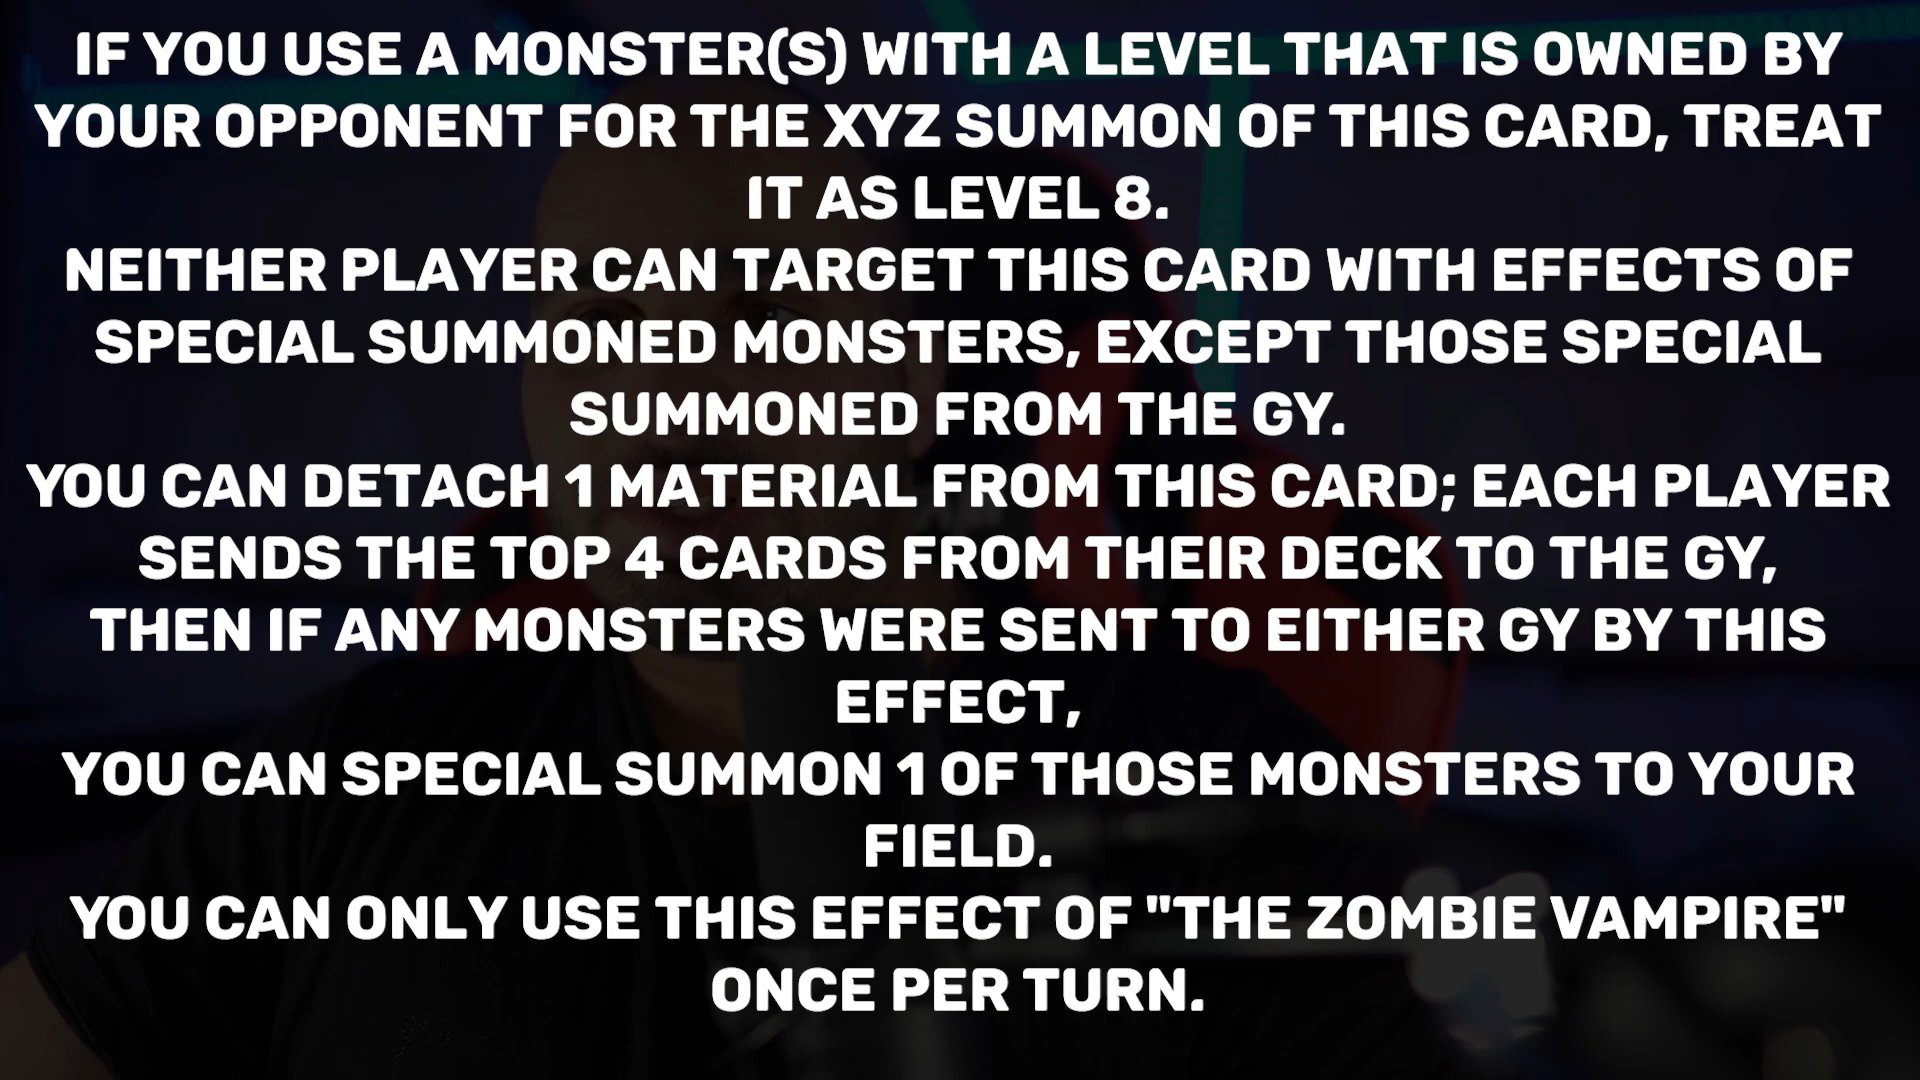 IF YOU USE A MONSTER(S) WITH A LEVEL THAT IS OWNED BY
YOUR OPPONENT FOR THE XYZ SUMMON OF THIS CARD, TREAT
IT AS LEVEL 8.
NEITHER PLAYER CAN TARGET THIS CARD WITH EFFECTS OF
SPECIAL SUMMONED MONSTERS, EXCEPT THOSE SPECIAL
SUMMONED FROM THE GY.
YOU CAN DETACH 1 MATERIAL FROM THIS CARD; EACH PLAYER
SENDS THE TOP 4 CARDS FROM THEIR DECK TO THE GY,
THEN IF ANY MONSTERS WERE SENT TO EITHER GY BY THIS
EFFECT,
YOU CAN SPECIAL SUMMON 1 OF THOSE MONSTERS TO YOUR
FIELD.
YOU CAN ONLY USE THIS EFFECT OF "THE ZOMBIE VAMPIRE"
ONCE PER TURN.